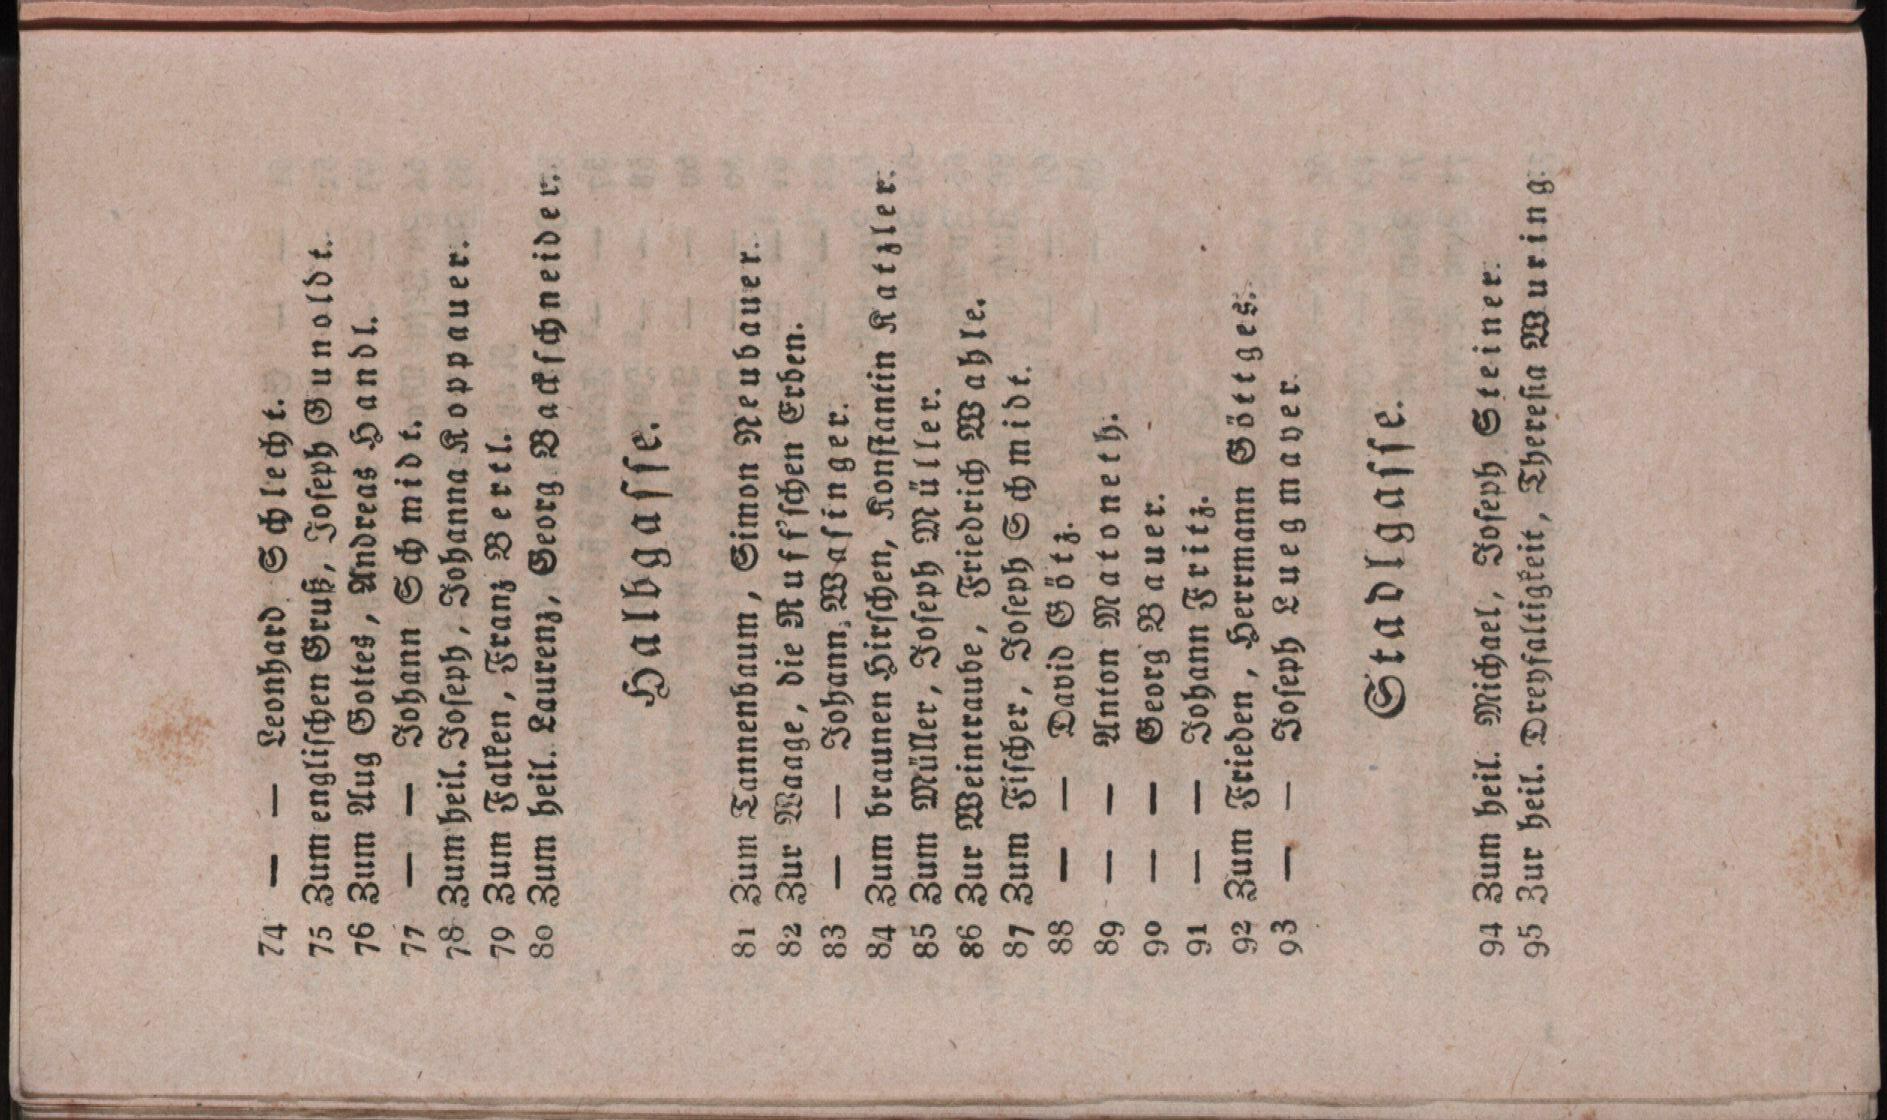 74 — — Leonhard Schlecht.
75 Zum englischen Gruß, Joseph Gunoldt.
76 Zum Aug Gottes, Andreas Handl.
77 — — Johann Schmidt.
78 Zum heil. Joseph, Johanna Koppauer.
79 Zum Falken, Franz Bertl.
80 Zum heil. Laurenz, Georg Backschneider.
Halbgasse.
81 Zum Tannenbaum, Simon Neubauer.
82 Zur Waage, die Ruff'schen Erben.
83 — — Johann Wasinger.
84 Zum braunen Hirschen, Konstantin Katzler.
85 Zum Müller, Joseph Müller.
86 Zur Weintraube, Friedrich Wahle.
87 Zum Fischer, Joseph Schmidt.
88 — — David Götz.
89 — — Anton Matoneth.
90 — — Georg Bauer.
91 — — Johann Fritz.
92 Zum Frieden, Herrmann Göttges.
93 — — Joseph Luegmayer.
Stadlgasse.
94 Zum heil. Michael, Joseph Steiner.
95 Zur heil. Dreyfaltigkeit, Theresia Wuring.